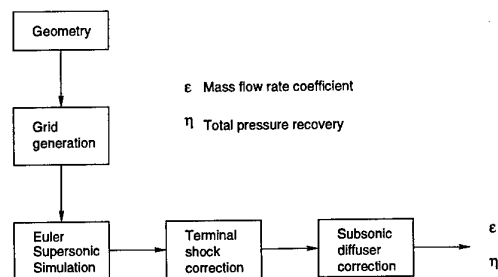 Geometry
ε Mass flow rate coefficient
η Total pressure recovery
Grid
generation
Euler
Supersonic
Simulation
Terminal
shock
correction
Subsonic
diffuser
correction
ε
η